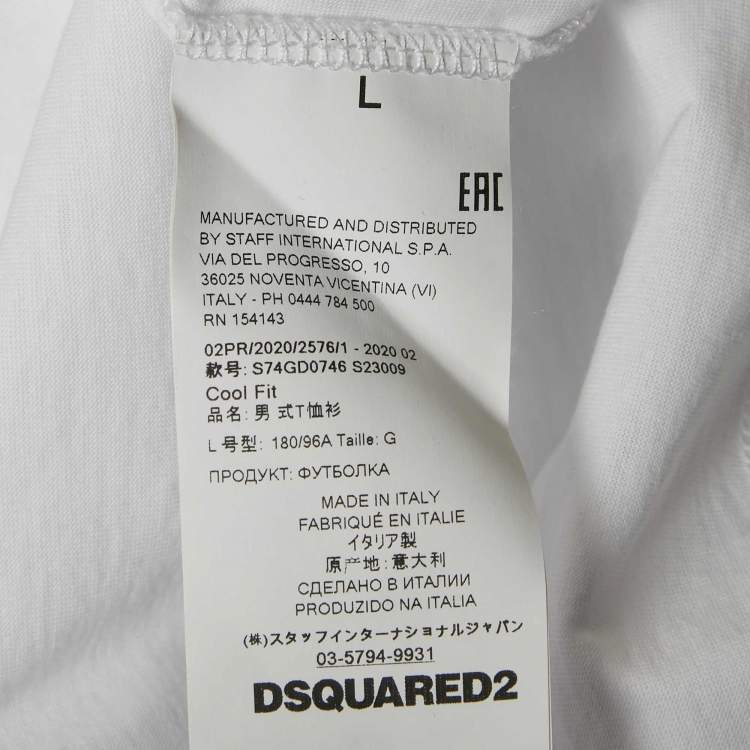 L
EAC
MANUFACTURED AND DISTRIBUTED
BY STAFF INTERNATIONAL S.P.A.
VIA DEL PROGRESSO, 10
36025 NOVENTA VICENTINA (VI)
ITALY - PH 0444 784 500
RN 154143
02PR/2020/2576/1 - 2020 02
款号: S74GD0746 S23009
Cool Fit
品名: 男 式T恤衫
L 号型: 180/96A Taille: G
ПРОДУКТ: ФУТБОЛКА
MADE IN ITALY
FABRIQUÉ EN ITALIE
イタリア製
原产地: 意大利
СДЕЛАНО В ИТАЛИИ
PRODUZIDO NA ITALIA
(株)スタッフインターナショナルジャパン
03-5794-9931
DSQUARED2